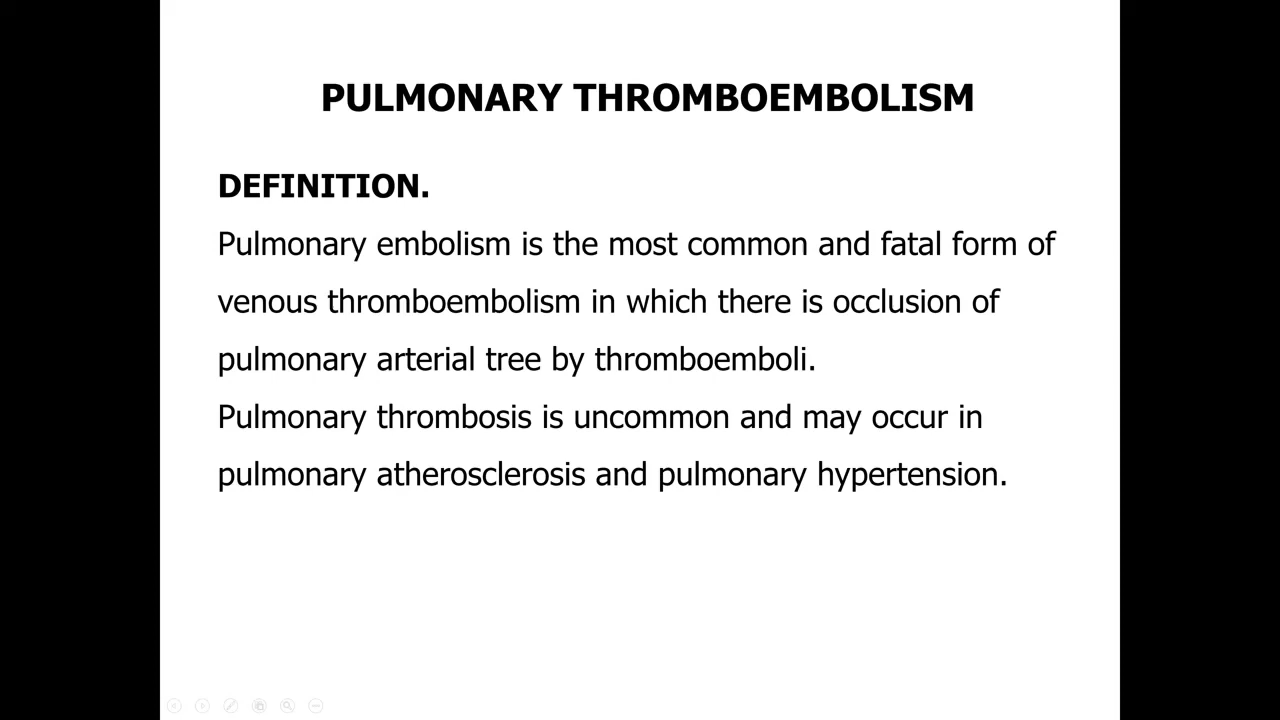 PULMONARY THROMBOEMBOLISM
DEFINITION.
Pulmonary embolism is the most common and fatal form of
venous thromboembolism in which there is occlusion of
pulmonary arterial tree by thromboemboli.
Pulmonary thrombosis is uncommon and may occur in
pulmonary atherosclerosis and pulmonary hypertension.